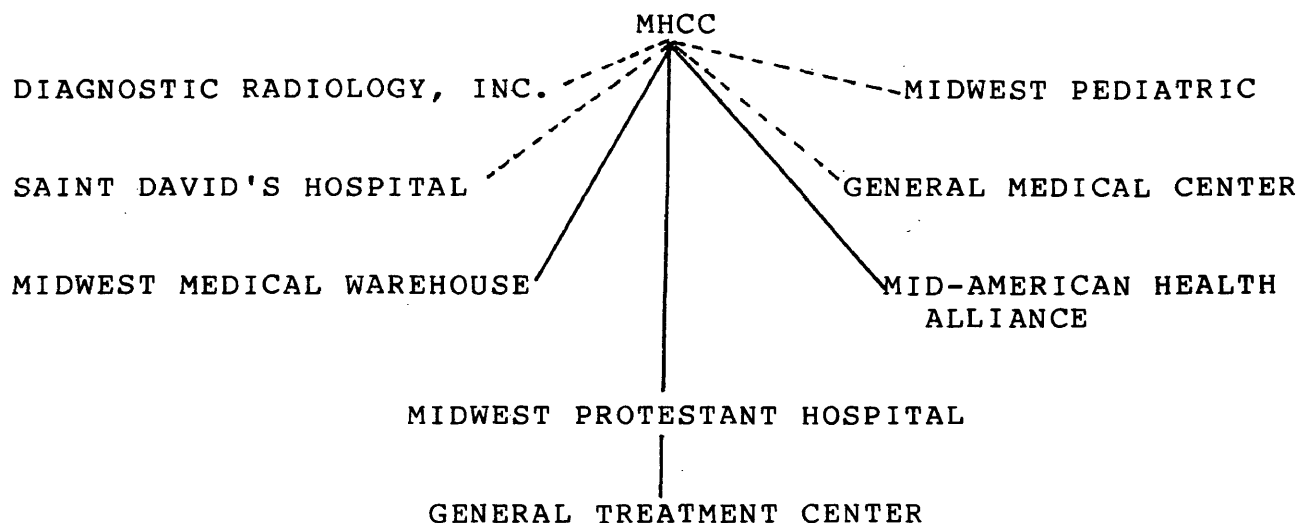 MHCC
DIAGNOSTIC RADIOLOGY, INC.
MIDWEST PEDIATRIC
SAINT DAVID'S HOSPITAL
GENERAL MEDICAL CENTER
MIDWEST MEDICAL WAREHOUSE
MID-AMERICAN HEALTH
ALLIANCE
MIDWEST PROTESTANT HOSPITAL
GENERAL TREATMENT CENTER